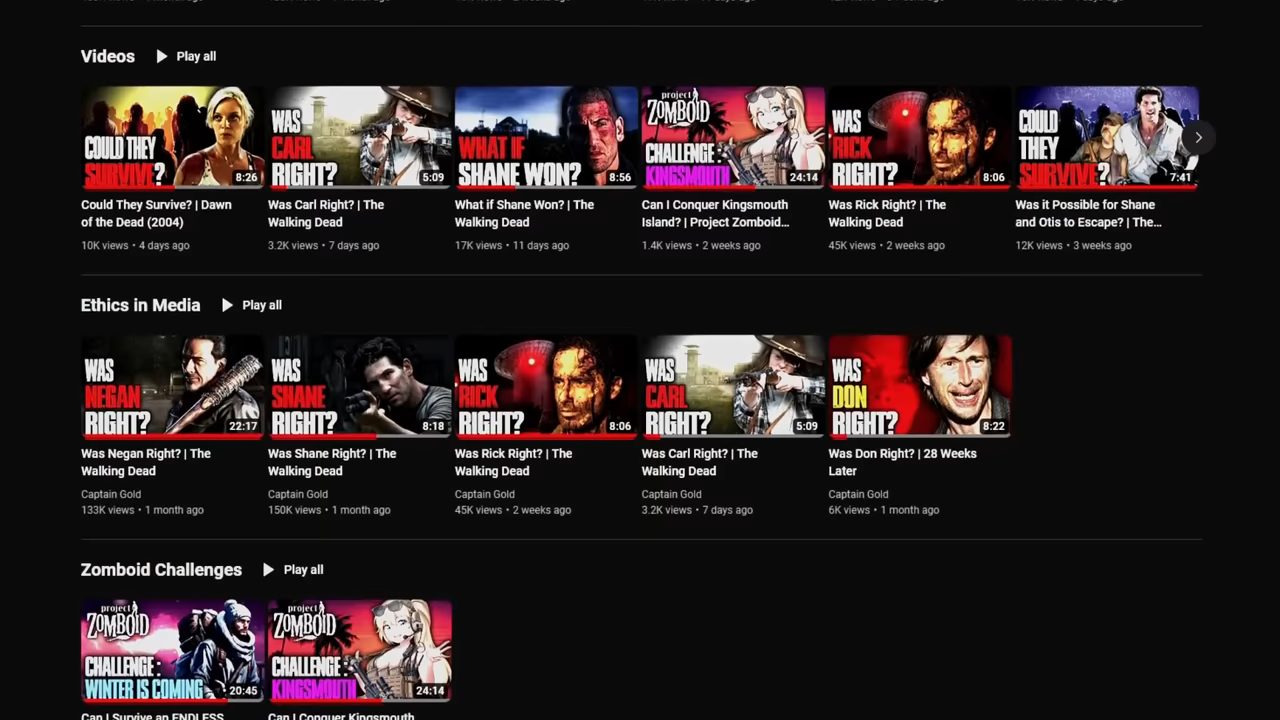 Videos
Play all
COULD THEY
SURVIVE?
8:26
WAS
CARL
RIGHT?
5:09
WHAT IF
SHANE WON?
8:56
project
ZOMBOID
CHALLENGE:
KINGSMOUTH
24:14
WAS
RICK
RIGHT?
8:06
COULD
THEY
SURVIVE?
7:41
Could They Survive? | Dawn
of the Dead (2004)
10K views • 4 days ago
Was Carl Right? | The
Walking Dead
3.2K views • 7 days ago
What if Shane Won? | The
Walking Dead
17K views • 11 days ago
Can I Conquer Kingsmouth
Island? | Project Zomboid...
1.4K views • 2 weeks ago
Was Rick Right? | The
Walking Dead
45K views • 2 weeks ago
Was it Possible for Shane
and Otis to Escape? | The...
12K views • 3 weeks ago
Ethics in Media
Play all
WAS
NEGAN
RIGHT?
22:17
WAS
SHANE
RIGHT?
8:18
WAS
RICK
RIGHT?
8:06
WAS
CARL
RIGHT?
5:09
WAS
DON
RIGHT?
8:22
Was Negan Right? | The
Walking Dead
Captain Gold
133K views • 1 month ago
Was Shane Right? | The
Walking Dead
Captain Gold
150K views • 1 month ago
Was Rick Right? | The
Walking Dead
Captain Gold
45K views • 2 weeks ago
Was Carl Right? | The
Walking Dead
Captain Gold
3.2K views • 7 days ago
Was Don Right? | 28 Weeks
Later
Captain Gold
6K views • 1 month ago
Zomboid Challenges
Play all
project
ZOMBOID
CHALLENGE:
WINTER IS COMING
20:45
project
ZOMBOID
CHALLENGE:
KINGSMOUTH
24:14
Can I Survive an ENDLESS
Can I Conquer Kingsmouth